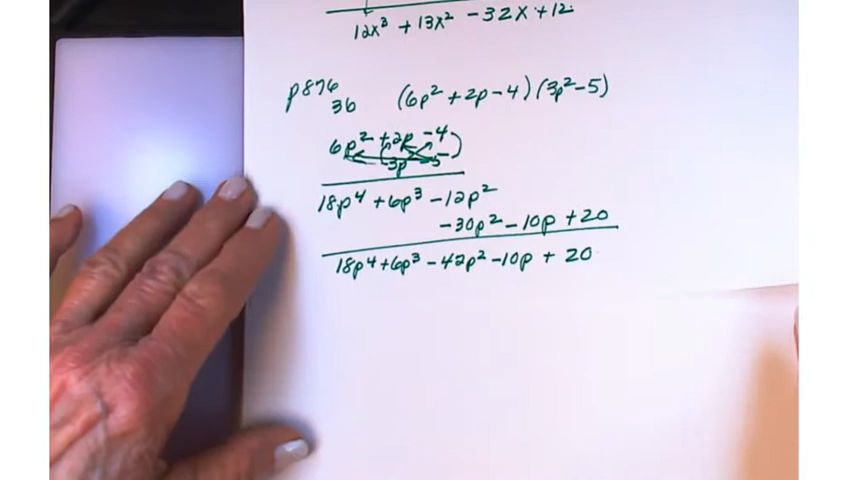 12x³ + 13x² - 32x + 12
p876
36 (6p² + 2p - 4)(3p² - 5)
6p² + 2p - 4)
(3p - 5
18p⁴ + 6p³ - 12p²
- 30p² - 10p + 20
18p⁴ + 6p³ - 42p² - 10p + 20